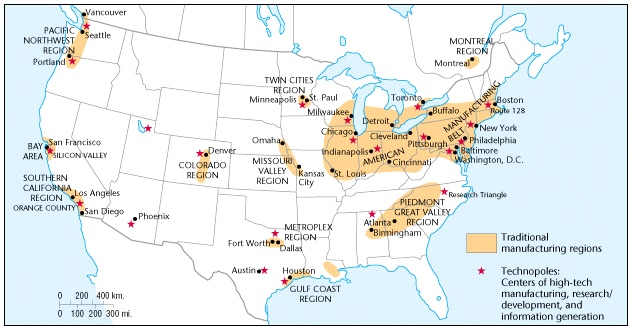 Vancouver
PACIFIC
NORTHWEST
REGION
Seattle
Portland
MONTREAL
REGION
Montreal
TWIN CITIES
REGION
Minneapolis
St. Paul
Milwaukee
Toronto
Buffalo
Boston
Route 128
MANUFACTURING
BELT
AMERICAN
Detroit
Chicago
Cleveland
New York
Philadelphia
Pittsburgh
Baltimore
Washington, D.C.
Indianapolis
Cincinnati
San Francisco
BAY
AREA
SILICON VALLEY
Denver
COLORADO
REGION
Omaha
MISSOURI
VALLEY
REGION
Kansas
City
St. Louis
SOUTHERN
CALIFORNIA
REGION
Los Angeles
ORANGE COUNTY
San Diego
Phoenix
Research Triangle
PIEDMONT
GREAT VALLEY
REGION
Atlanta
Birmingham
METROPLEX
REGION
Fort Worth
Dallas
Austin
Houston
GULF COAST
REGION
Traditional
manufacturing regions
Technopoles:
Centers of high-tech
manufacturing, research/
development, and
information generation
0 200 400 km.
0 100 200 300 mi.